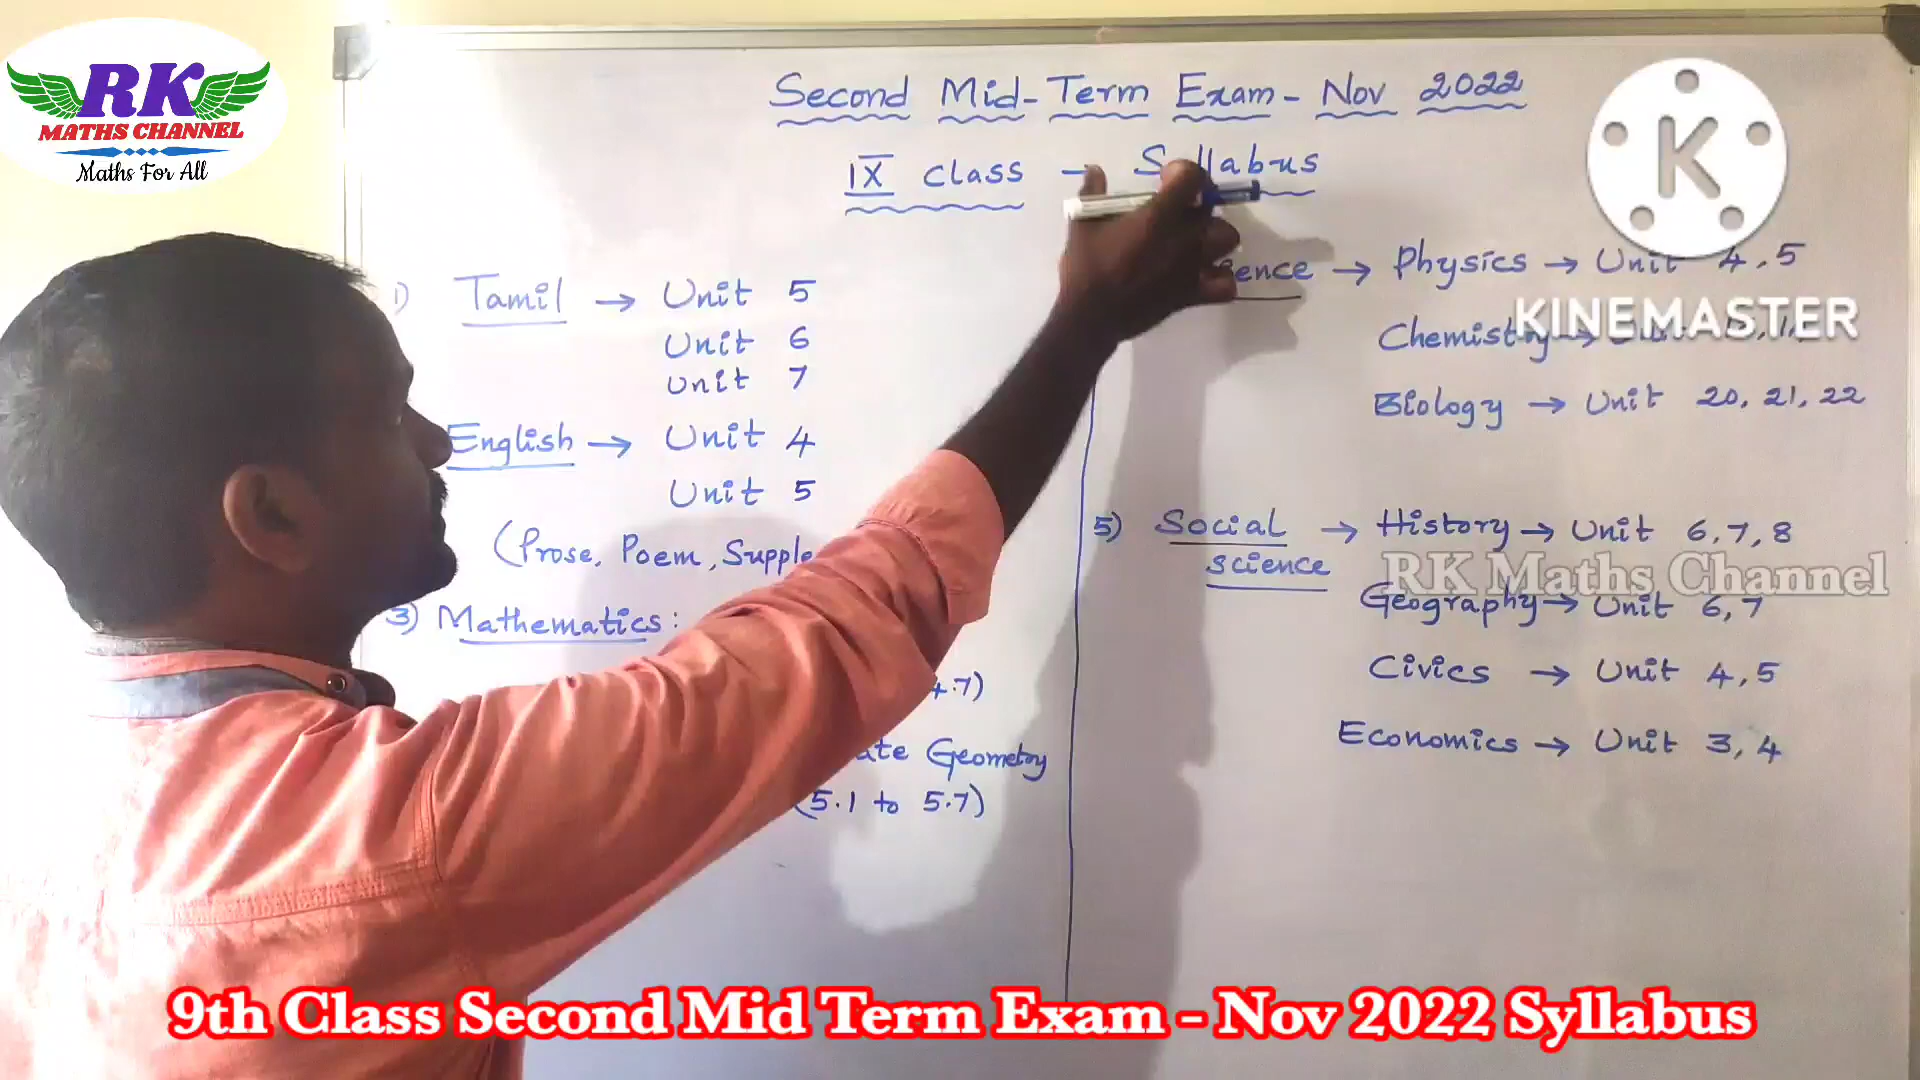 RK
MATHS CHANNEL
Maths For All
Second Mid-Term Exam - Nov 2022
IX class - Syllabus
1) Tamil → Unit 5
Unit 6
Unit 7
English → Unit 4
Unit 5
(Prose, Poem, Supple
3) Mathematics:
4.7)
ate Geometry
(5.1 to 5.7)
ience → Physics → Unit 4, 5
Chemistry →
Biology → Unit 20, 21, 22
5) Social → History → Unit 6, 7, 8
science
Geography → Unit 6, 7
Civics → Unit 4, 5
Economics → Unit 3, 4
K
KINEMASTER
RK Maths Channel
9th Class Second Mid Term Exam - Nov 2022 Syllabus